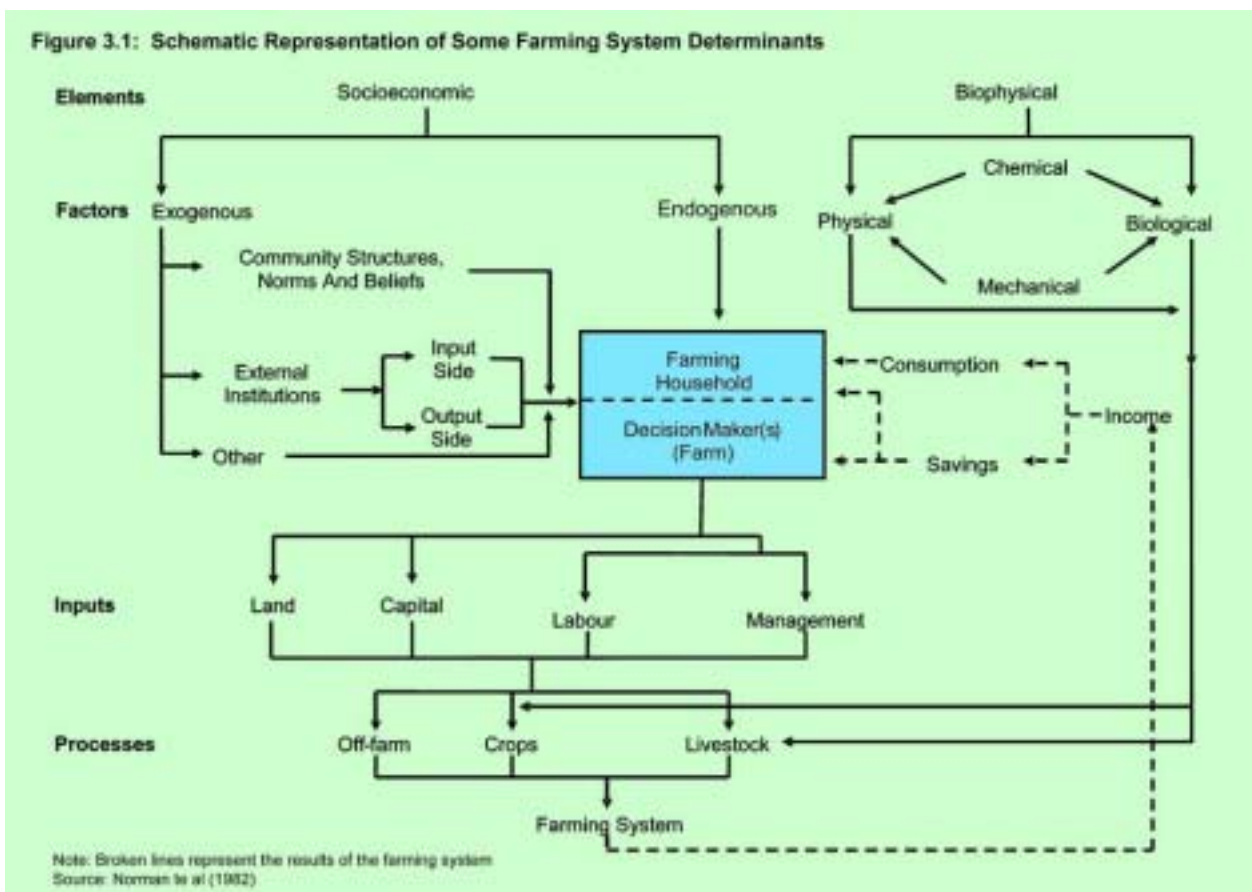 Figure 3.1: Schematic Representation of Some Farming System Determinants
Elements
Socioeconomic
Biophysical
Chemical
Factors
Exogenous
Endogenous
Physical
Biological
Community Structures,
Norms And Beliefs
Mechanical
External
Institutions
Input
Side
Output
Side
Other
Farming
Household
Decision Maker(s)
(Farm)
Consumption
Income
Savings
Inputs
Land
Capital
Labour
Management
Processes
Off-farm
Crops
Livestock
Farming System
Note: Broken lines represent the results of the farming system
Source: Norman te al (1982)